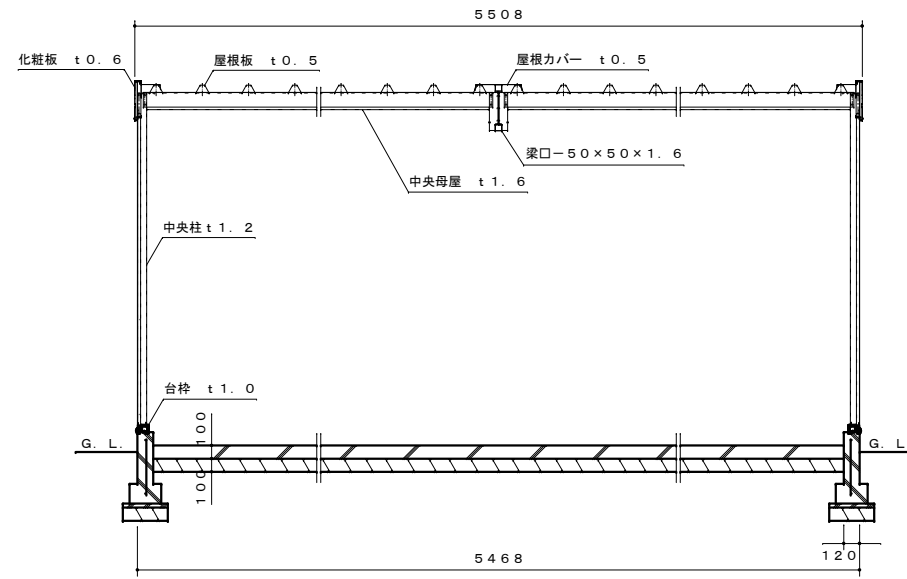 ５５０８
化粧板　ｔ０．６
屋根板　ｔ０．５
屋根カバー　ｔ０．５
梁口－５０×５０×１．６
中央母屋　ｔ１．６
中央柱ｔ１．２
台枠　ｔ１．０
Ｇ．Ｌ．
１００
１００
Ｇ．Ｌ
１２０
５４６８